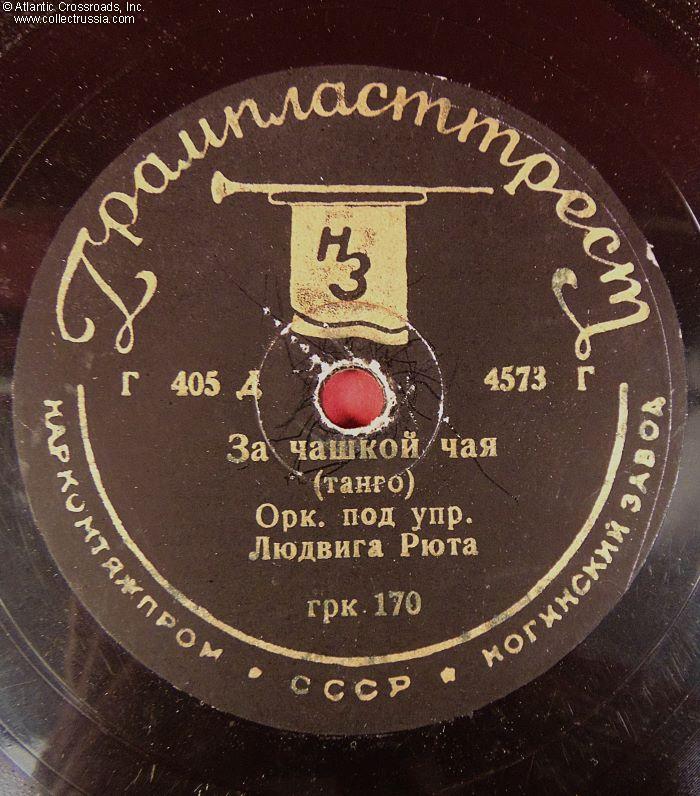 © Atlantic Crossroads, Inc.
www.collectrussia.com
Грампласттрест
НЗ
Г 405 Д 4573 Г
За чашкой чая
(танго)
Орк. под упр.
Людвига Рюта
грк 170
НАРКОМТЯЖПРОМ • СССР • НОГИНСКИЙ ЗАВОД